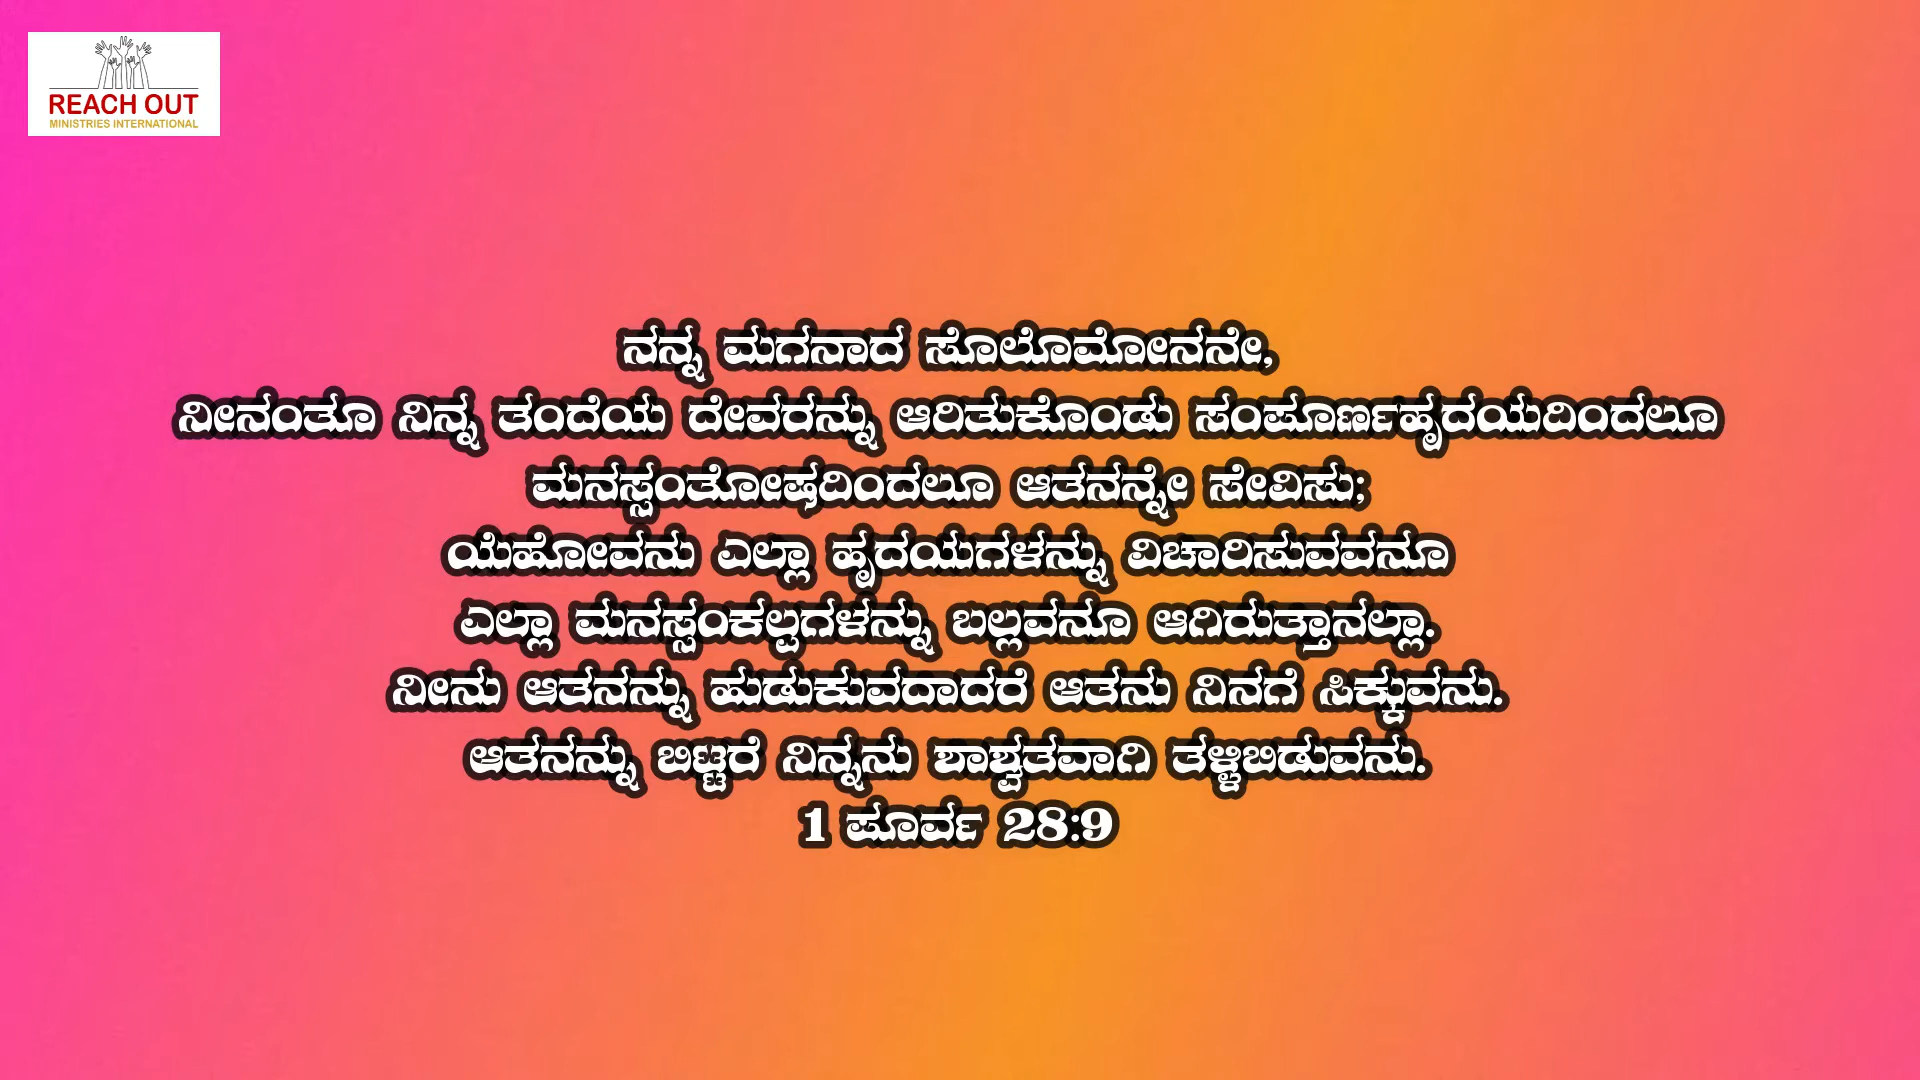 REACH OUT
MINISTRIES INTERNATIONAL
ನನ್ನ ಮಗನಾದ ಸೊಲೊಮೋನನೇ,
ನೀನಂತೂ ನಿನ್ನ ತಂದೆಯ ದೇವರನ್ನು ಅರಿತುಕೊಂಡು ಸಂಪೂರ್ಣಹೃದಯದಿಂದಲೂ
ಮನಸ್ಸಂತೋಷದಿಂದಲೂ ಆತನನ್ನೇ ಸೇವಿಸು;
ಯೆಹೋವನು ಎಲ್ಲಾ ಹೃದಯಗಳನ್ನು ವಿಚಾರಿಸುವವನೂ
ಎಲ್ಲಾ ಮನಸ್ಸಂಕಲ್ಪಗಳನ್ನು ಬಲ್ಲವನೂ ಆಗಿರುತ್ತಾನಲ್ಲಾ.
ನೀನು ಆತನನ್ನು ಹುಡುಕುವದಾದರೆ ಆತನು ನಿನಗೆ ಸಿಕ್ಕುವನು.
ಆತನನ್ನು ಬಿಟ್ಟರೆ ನಿನ್ನನು ಶಾಶ್ವತವಾಗಿ ತಳ್ಳಿಬಿಡುವನು.
1 ಪೂರ್ವ 28:9